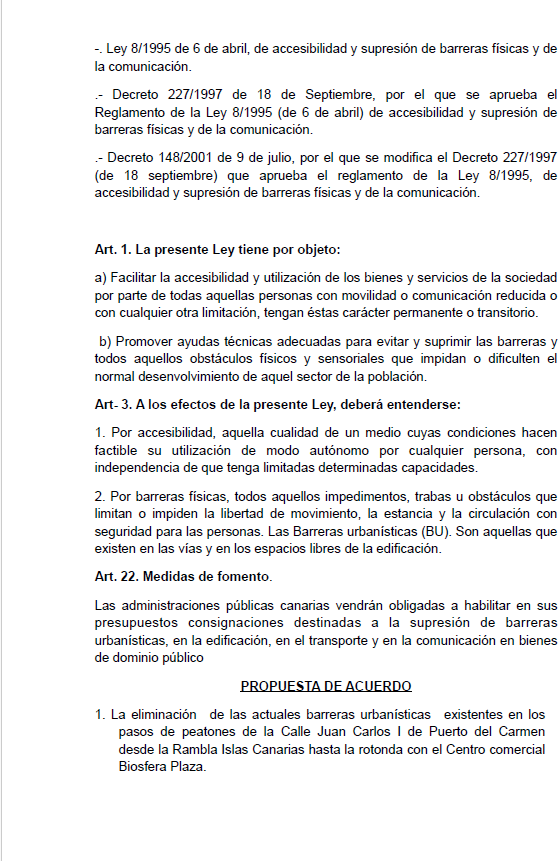 -. Ley 8/1995 de 6 de abril, de accesibilidad y supresión de barreras físicas y de
la comunicación.
.- Decreto 227/1997 de 18 de Septiembre, por el que se aprueba el
Reglamento de la Ley 8/1995 (de 6 de abril) de accesibilidad y supresión de
barreras físicas y de la comunicación.
.- Decreto 148/2001 de 9 de julio, por el que se modifica el Decreto 227/1997
(de 18 septiembre) que aprueba el reglamento de la Ley 8/1995, de
accesibilidad y supresión de barreras físicas y de la comunicación.
Art. 1. La presente Ley tiene por objeto:
a) Facilitar la accesibilidad y utilización de los bienes y servicios de la sociedad
por parte de todas aquellas personas con movilidad o comunicación reducida o
con cualquier otra limitación, tengan éstas carácter permanente o transitorio.
b) Promover ayudas técnicas adecuadas para evitar y suprimir las barreras y
todos aquellos obstáculos físicos y sensoriales que impidan o dificulten el
normal desenvolvimiento de aquel sector de la población.
Art- 3. A los efectos de la presente Ley, deberá entenderse:
1. Por accesibilidad, aquella cualidad de un medio cuyas condiciones hacen
factible su utilización de modo autónomo por cualquier persona, con
independencia de que tenga limitadas determinadas capacidades.
2. Por barreras físicas, todos aquellos impedimentos, trabas u obstáculos que
limitan o impiden la libertad de movimiento, la estancia y la circulación con
seguridad para las personas. Las Barreras urbanísticas (BU). Son aquellas que
existen en las vías y en los espacios libres de la edificación.
Art. 22. Medidas de fomento.
Las administraciones públicas canarias vendrán obligadas a habilitar en sus
presupuestos consignaciones destinadas a la supresión de barreras
urbanísticas, en la edificación, en el transporte y en la comunicación en bienes
de dominio público
PROPUESTA DE ACUERDO
1. La eliminación de las actuales barreras urbanísticas existentes en los
pasos de peatones de la Calle Juan Carlos I de Puerto del Carmen
desde la Rambla Islas Canarias hasta la rotonda con el Centro comercial
Biosfera Plaza.